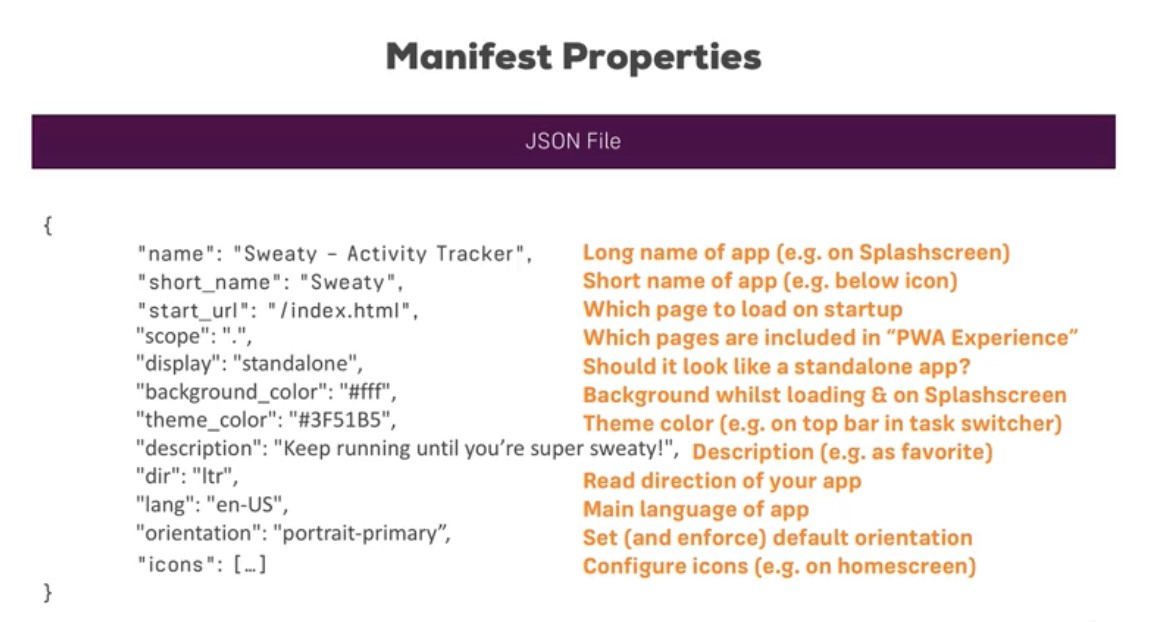 Manifest Properties
JSON File
{
"name": "Sweaty – Activity Tracker", Long name of app (e.g. on Splashscreen)
"short_name": "Sweaty", Short name of app (e.g. below icon)
"start_url": "/index.html", Which page to load on startup
"scope": ".", Which pages are included in “PWA Experience”
"display": "standalone", Should it look like a standalone app?
"background_color": "#fff", Background whilst loading & on Splashscreen
"theme_color": "#3F51B5", Theme color (e.g. on top bar in task switcher)
"description": "Keep running until you’re super sweaty!", Description (e.g. as favorite)
"dir": "ltr", Read direction of your app
"lang": "en-US", Main language of app
"orientation": "portrait-primary”, Set (and enforce) default orientation
"icons": […] Configure icons (e.g. on homescreen)
}